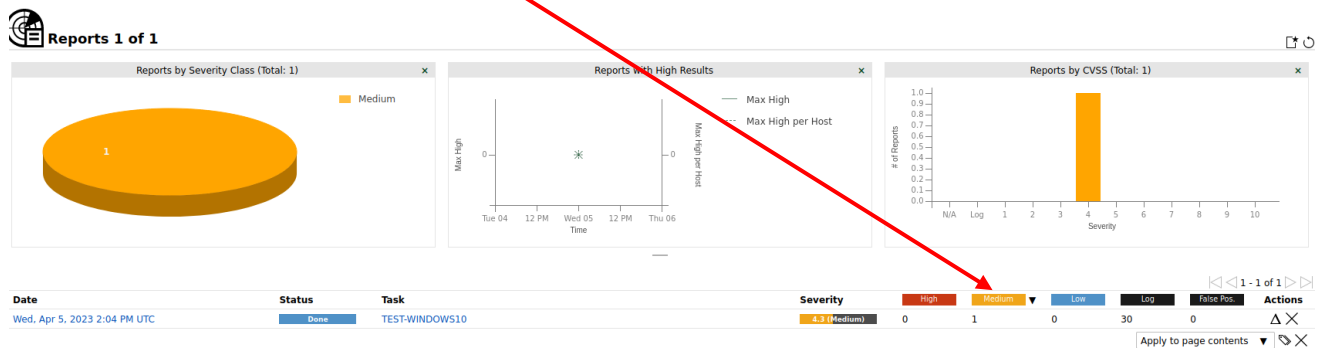 Reports 1 of 1
Reports by Severity Class (Total: 1) ×
Medium
1
Reports with High Results ×
Max High
Max High per Host
Max High
0
0
Max High per Host
Tue 04 12 PM Wed 05 12 PM Thu 06
Time
Reports by CVSS (Total: 1) ×
# of Reports
1.0
0.9
0.8
0.7
0.6
0.5
0.4
0.3
0.2
0.1
0.0
N/A Log 1 2 3 4 5 6 7 8 9 10
Severity
1 - 1 of 1
Date Status Task Severity High Medium ▼ Low Log False Pos. Actions
Wed, Apr 5, 2023 2:04 PM UTC Done TEST-WINDOWS10 4.3 (Medium) 0 1 0 30 0
Apply to page contents ▼